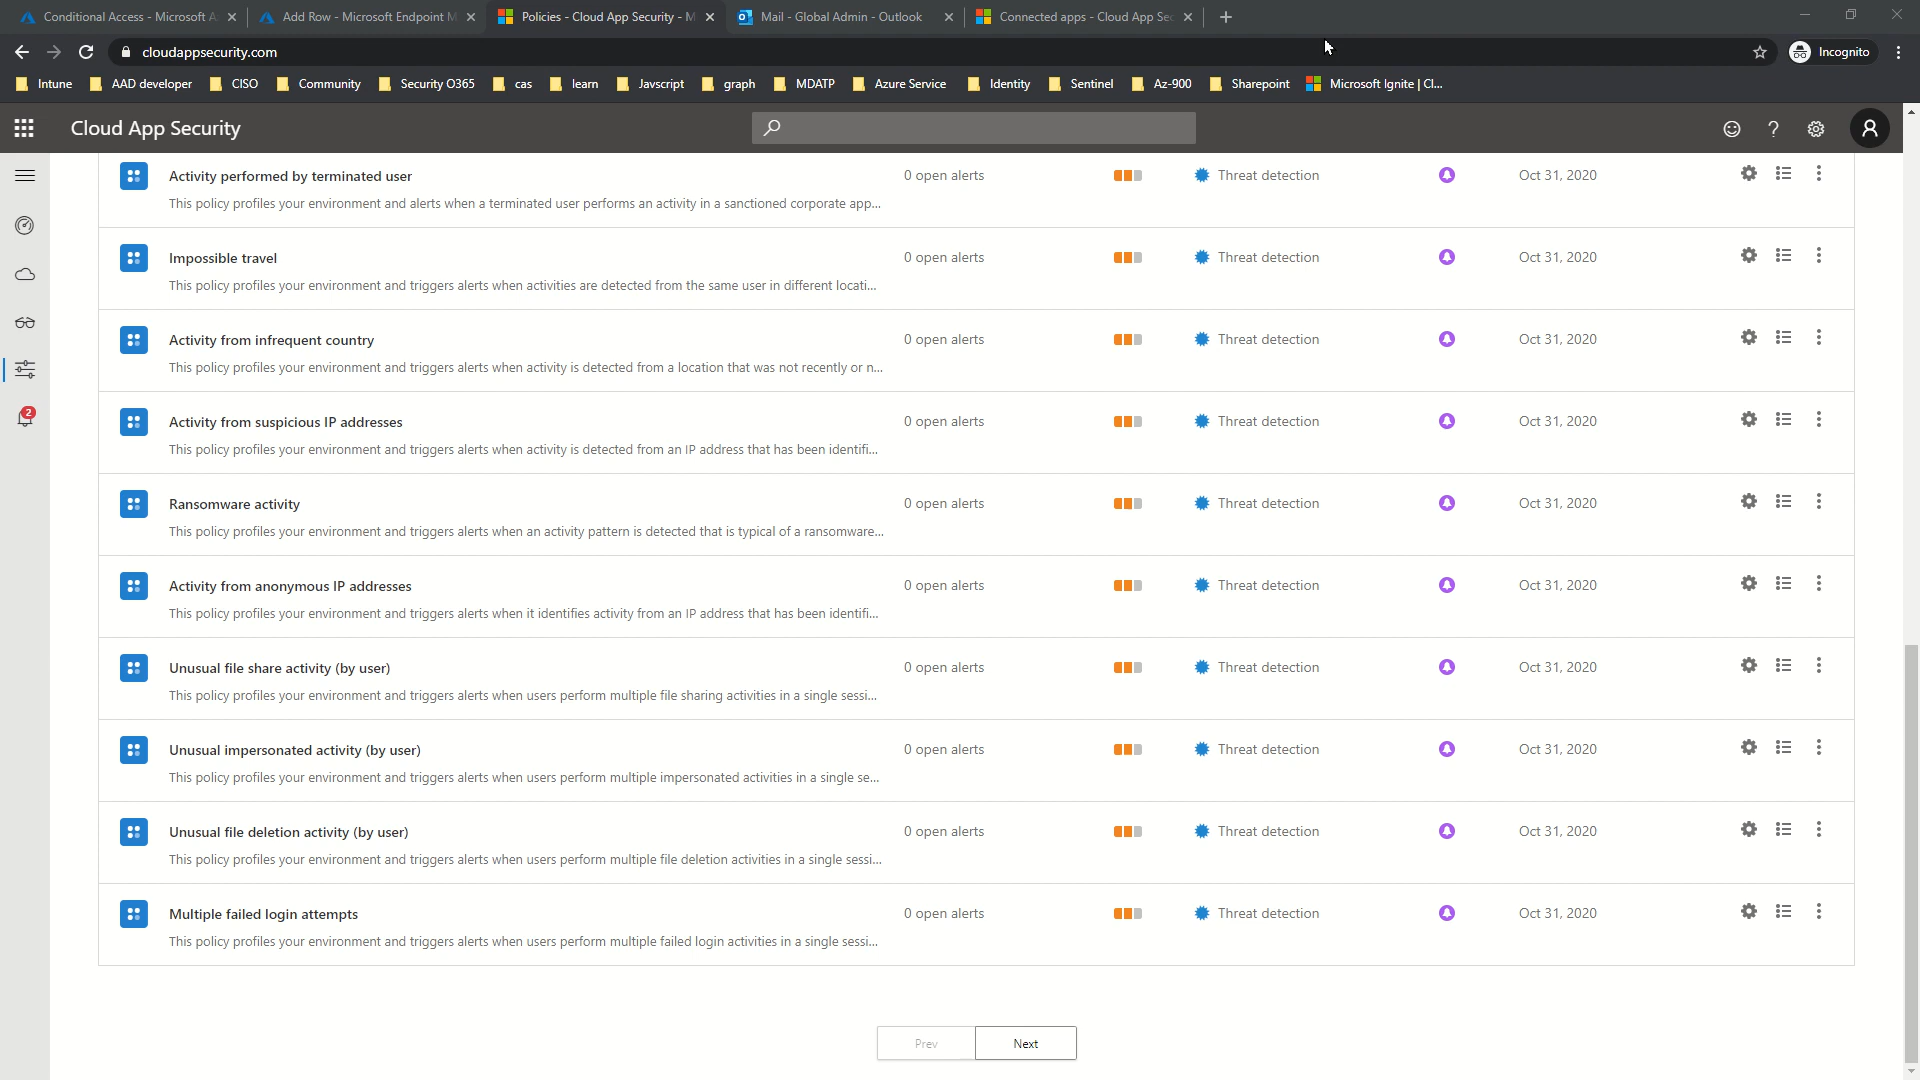 Conditional Access - Microsoft A
Add Row - Microsoft Endpoint M
Policies - Cloud App Security - M
Mail - Global Admin - Outlook
Connected apps - Cloud App Sec
cloudappsecurity.com
Incognito
Intune
AAD developer
CISO
Community
Security O365
cas
learn
Javscript
graph
MDATP
Azure Service
Identity
Sentinel
Az-900
Sharepoint
Microsoft Ignite | Cl...
Cloud App Security
2
Activity performed by terminated user
0 open alerts
Threat detection
Oct 31, 2020
This policy profiles your environment and alerts when a terminated user performs an activity in a sanctioned corporate app...
Impossible travel
0 open alerts
Threat detection
Oct 31, 2020
This policy profiles your environment and triggers alerts when activities are detected from the same user in different locati...
Activity from infrequent country
0 open alerts
Threat detection
Oct 31, 2020
This policy profiles your environment and triggers alerts when activity is detected from a location that was not recently or n...
Activity from suspicious IP addresses
0 open alerts
Threat detection
Oct 31, 2020
This policy profiles your environment and triggers alerts when activity is detected from an IP address that has been identifi...
Ransomware activity
0 open alerts
Threat detection
Oct 31, 2020
This policy profiles your environment and triggers alerts when an activity pattern is detected that is typical of a ransomware...
Activity from anonymous IP addresses
0 open alerts
Threat detection
Oct 31, 2020
This policy profiles your environment and triggers alerts when it identifies activity from an IP address that has been identifi...
Unusual file share activity (by user)
0 open alerts
Threat detection
Oct 31, 2020
This policy profiles your environment and triggers alerts when users perform multiple file sharing activities in a single sessi...
Unusual impersonated activity (by user)
0 open alerts
Threat detection
Oct 31, 2020
This policy profiles your environment and triggers alerts when users perform multiple impersonated activities in a single se...
Unusual file deletion activity (by user)
0 open alerts
Threat detection
Oct 31, 2020
This policy profiles your environment and triggers alerts when users perform multiple file deletion activities in a single sessi...
Multiple failed login attempts
0 open alerts
Threat detection
Oct 31, 2020
This policy profiles your environment and triggers alerts when users perform multiple failed login activities in a single sessi...
Prev
Next